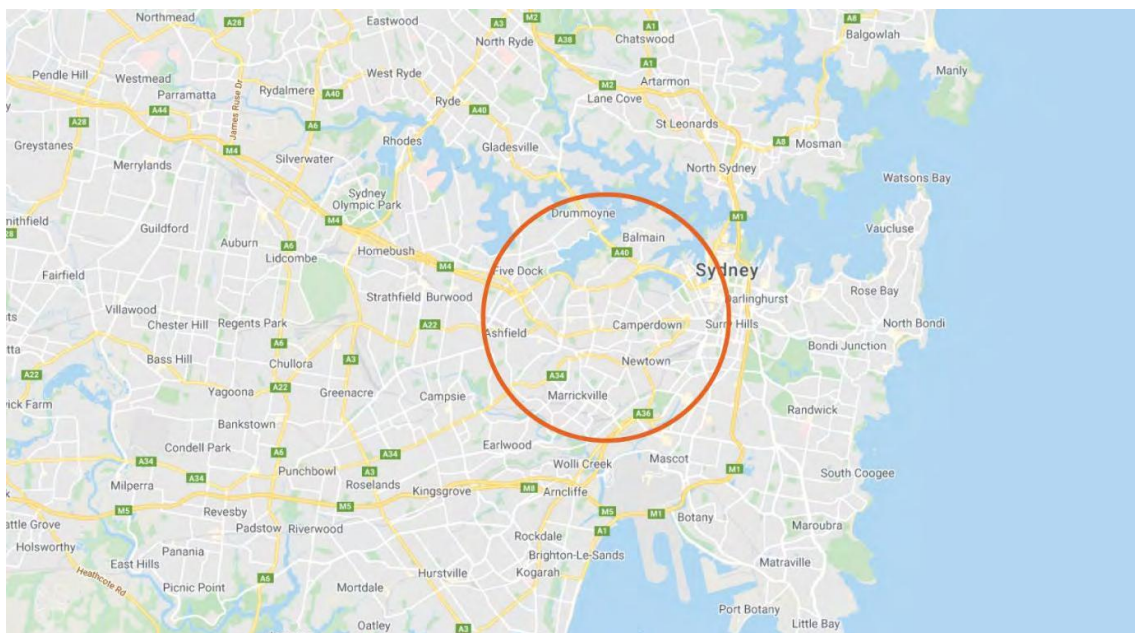 Northmead
A28
Eastwood
M2
A3
North Ryde
A38
A1
Chatswood
A8
Balgowlah
Manly
Pendle Hill
Westmead
Parramatta
Rydalmere
West Ryde
A40
A1
Artarmon
M2
Lane Cove
A44
James Ruse Dr
Ryde
A40
A28
A6
St Leonards
Greystanes
M4
Rhodes
Gladesville
A8
Mosman
Merrylands
Silverwater
North Sydney
Watsons Bay
Sydney
Olympic Park
Drummoyne
M1
M4
Vaucluse
Guildford
Auburn
A6
Lidcombe
Homebush
Balmain
A40
M4
Five Dock
Sydney
Fairfield
Strathfield
Burwood
Darlinghurst
Rose Bay
Villawood
Chester Hill
Regents Park
A22
Ashfield
Camperdown
Surry Hills
North Bondi
A6
Bondi Junction
Bass Hill
Chullora
A3
Newtown
A22
A22
A34
Yagoona
Greenacre
Campsie
Marrickville
Randwick
A36
Bankstown
Condell Park
A6
Earlwood
A34
A34
A34
Punchbowl
A3
Wolli Creek
Mascot
M1
South Coogee
Milperra
Roselands
Kingsgrove
M8
Arncliffe
M5
M5
M5
M1
Revesby
Botany
A1
Padstow
Riverwood
Maroubra
Holsworthy
Rockdale
Panania
Brighton-Le-Sands
East Hills
Matraville
Heathcote Rd
A6
Hurstville
Kogarah
Picnic Point
Mortdale
Port Botany
Oatley
A3
Little Bay